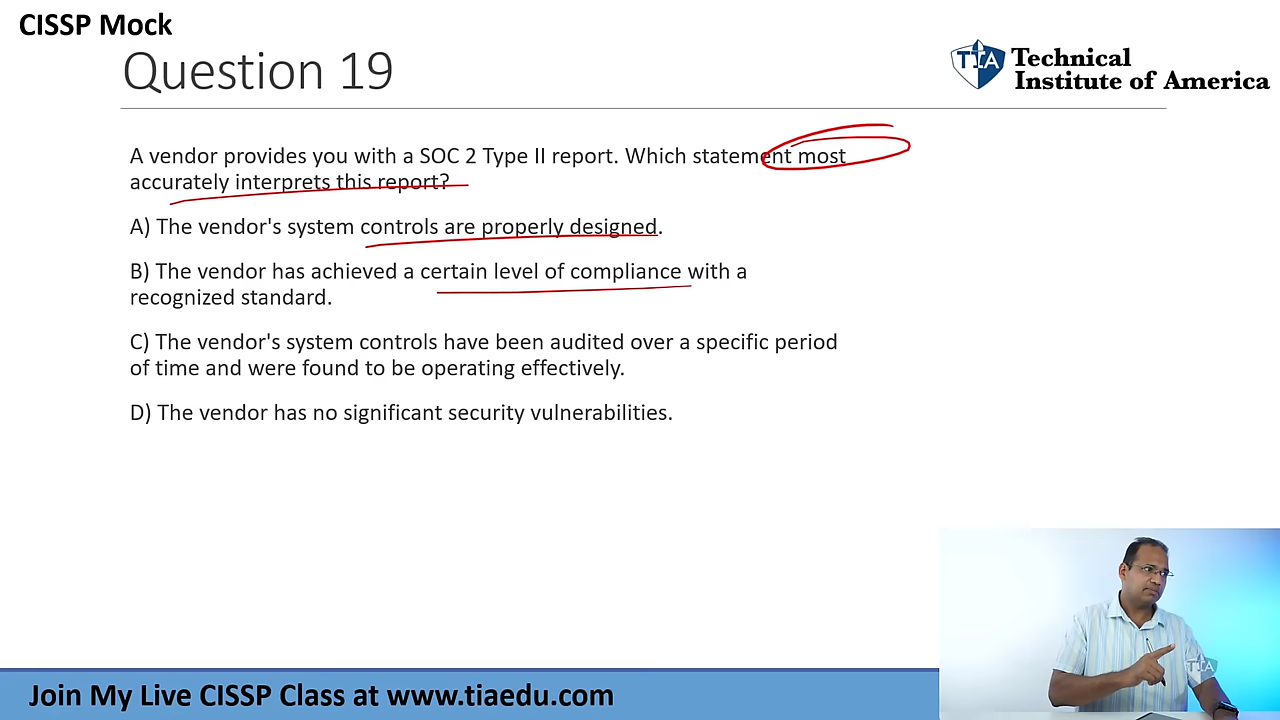 CISSP Mock
Question 19
TIA Technical
Institute of America
A vendor provides you with a SOC 2 Type II report. Which statement most
accurately interprets this report?
A) The vendor's system controls are properly designed.
B) The vendor has achieved a certain level of compliance with a
recognized standard.
C) The vendor's system controls have been audited over a specific period
of time and were found to be operating effectively.
D) The vendor has no significant security vulnerabilities.
TIA
Join My Live CISSP Class at www.tiaedu.com